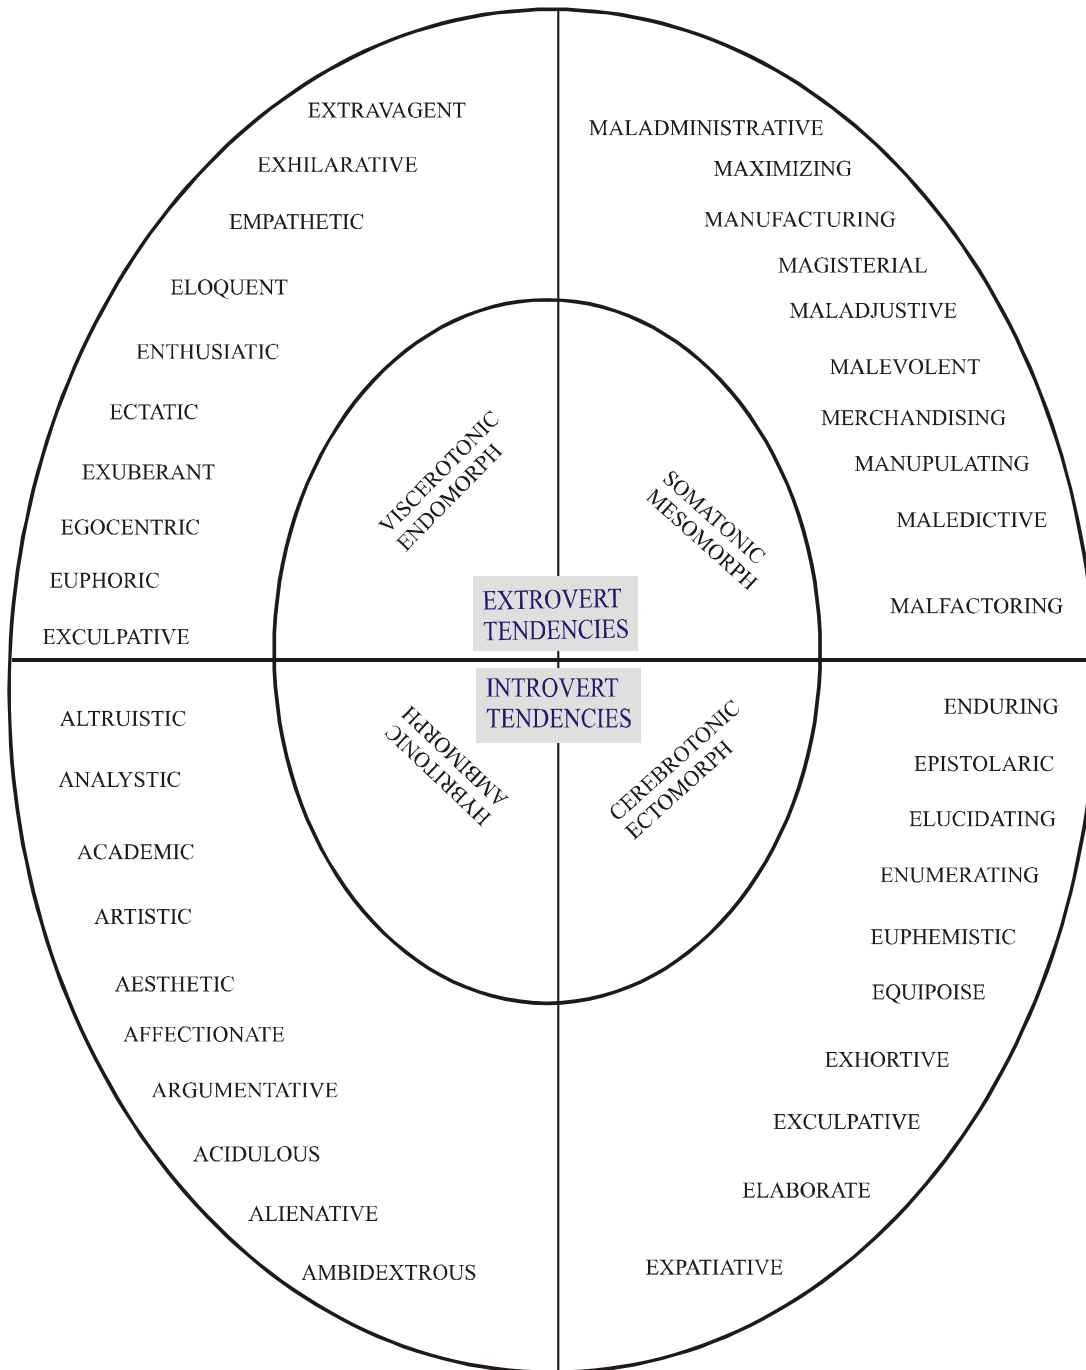 EXTRAVAGENT
EXHILARATIVE
EMPATHETIC
ELOQUENT
ENTHUSIATIC
ECTATIC
EXUBERANT
EGOCENTRIC
EUPHORIC
EXCULPATIVE
MALADMINISTRATIVE
MAXIMIZING
MANUFACTURING
MAGISTERIAL
MALADJUSTIVE
MALEVOLENT
MERCHANDISING
MANUPULATING
MALEDICTIVE
MALFACTORING
VISCEROTONIC
ENDOMORPH
SOMATONIC
MESOMORPH
EXTROVERT
TENDENCIES
INTROVERT
TENDENCIES
HYBRITONIC
AMBIMORPH
CEREBROTONIC
ECTOMORPH
ALTRUISTIC
ANALYSTIC
ACADEMIC
ARTISTIC
AESTHETIC
AFFECTIONATE
ARGUMENTATIVE
ACIDULOUS
ALIENATIVE
AMBIDEXTROUS
ENDURING
EPISTOLARIC
ELUCIDATING
ENUMERATING
EUPHEMISTIC
EQUIPOISE
EXHORTIVE
EXCULPATIVE
ELABORATE
EXPATIATIVE